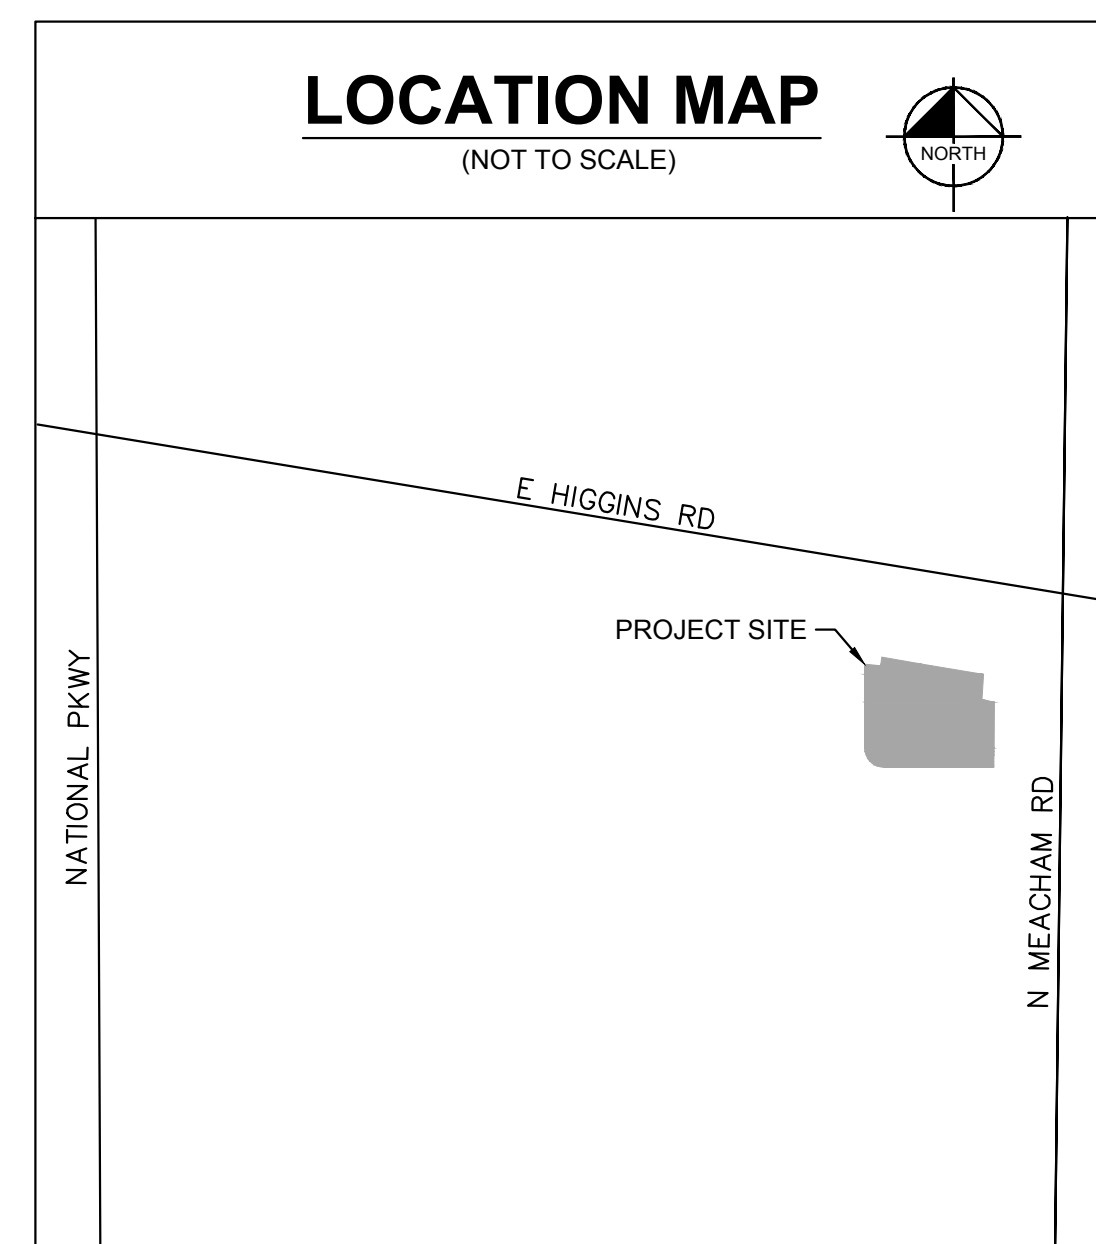 LOCATION MAP
(NOT TO SCALE)
NORTH
E HIGGINS RD
PROJECT SITE
NATIONAL PKWY
N MEACHAM RD